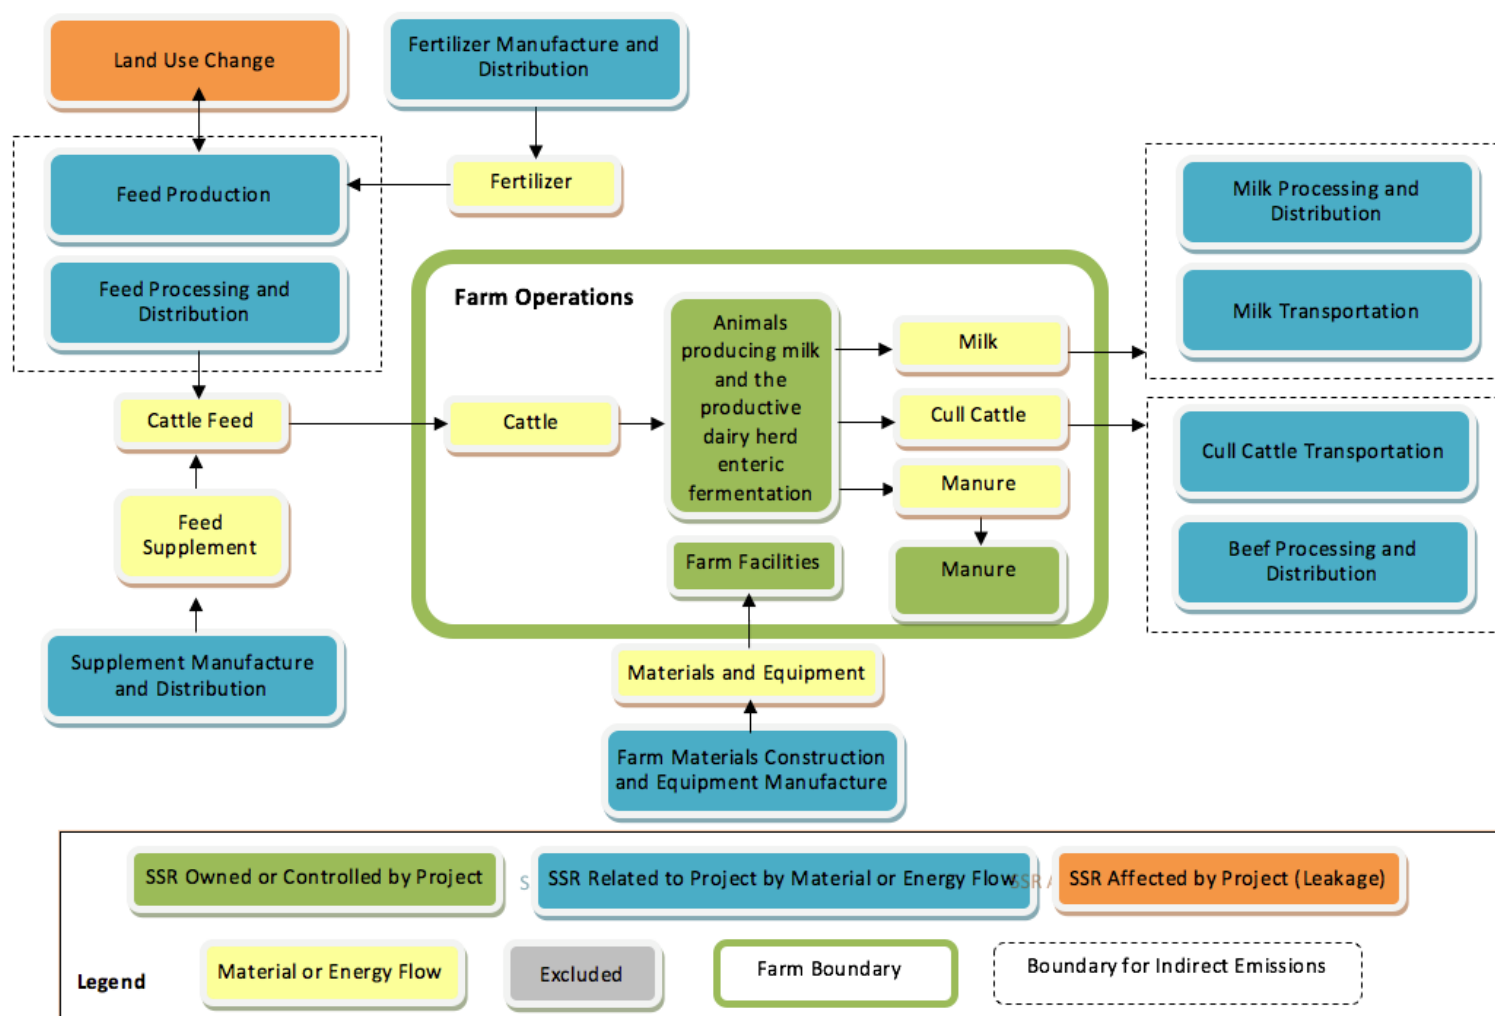 Land Use Change
Fertilizer Manufacture and
Distribution
Feed Production
Fertilizer
Milk Processing and
Distribution
Feed Processing and
Distribution
Farm Operations
Animals
producing milk
and the
productive
dairy herd
enteric
fermentation
Milk
Milk Transportation
Cattle Feed
Cattle
Cull Cattle
Cull Cattle Transportation
Manure
Feed
Supplement
Farm Facilities
Manure
Beef Processing and
Distribution
Supplement Manufacture
and Distribution
Materials and Equipment
Farm Materials Construction
and Equipment Manufacture
SSR Owned or Controlled by Project
S
SSR Related to Project by Material or Energy Flow
SSR A
SSR Affected by Project (Leakage)
Legend
Material or Energy Flow
Excluded
Farm Boundary
Boundary for Indirect Emissions